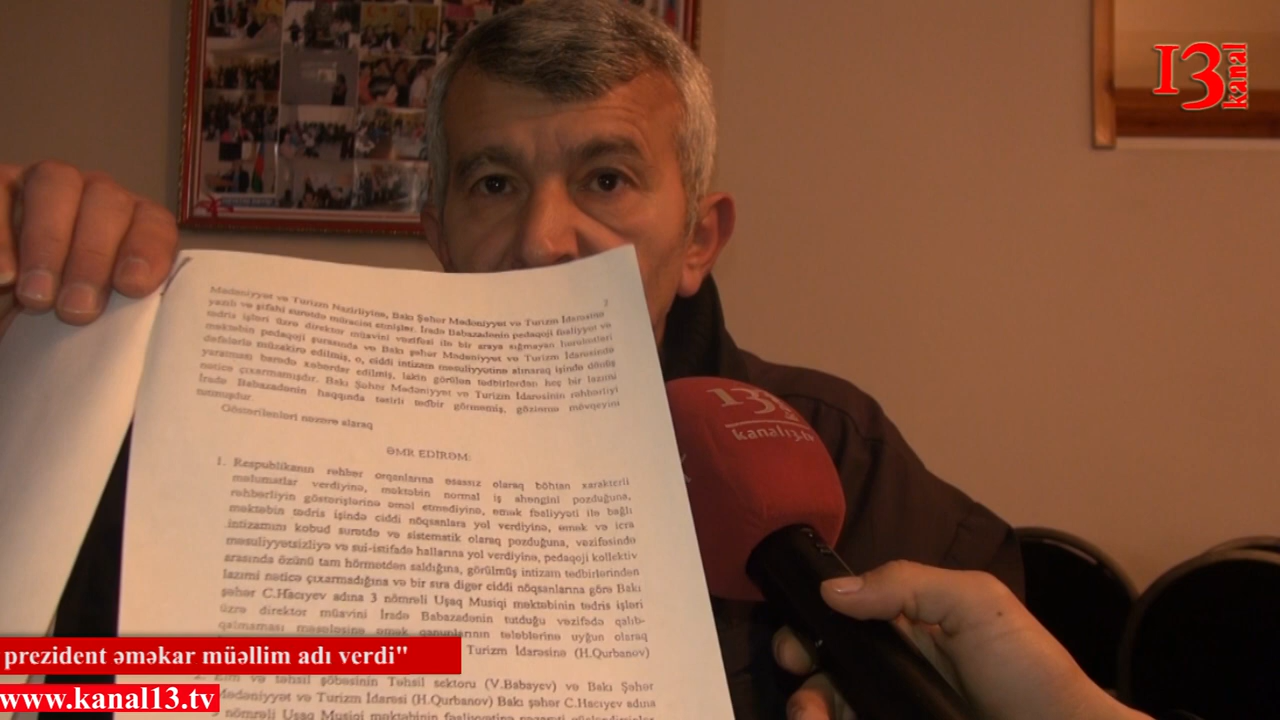 13
kanal
2
Mədəniyyət və Turizm Nazirliyinə, Bakı Şəhər Mədəniyyət və Turizm İdarəsinə
yazılı və şifahi surətdə müraciət etmişlər. İradə Babazadənin pedaqoji fəaliyyət və
tədris işləri üzrə direktor müavini vəzifəsi ilə bir araya sığmayan hərəkətləri
məktəbin pedaqoji şurasında və Bakı şəhər Mədəniyyət və Turizm İdarəsində
dəfələrlə müzakirə edilmiş, o, ciddi intizam məsuliyyətinə alınaraq işində dönüş
yaratması barədə xəbərdar edilmiş, lakin görülən tədbirlərdən heç bir lazımi
nəticə çıxarmamışdır. Bakı Şəhər Mədəniyyət və Turizm İdarəsinin rəhbərliyi
İradə Babazadənin haqqında təsirli tədbir görməmiş, gözləmə mövqeyini
tutmuşdur.
Göstərilənləri nəzərə alaraq
ƏMR EDİRƏM:
1. Respublikanın rəhbər orqanlarına əsassız olaraq böhtan xarakterli
məlumatlar verdiyinə, məktəbin normal iş ahəngini pozduğuna,
rəhbərliyin göstərişlərinə əməl etmədiyinə, əmək fəaliyyəti ilə bağlı
məktəbin tədris işində ciddi nöqsanlara yol verdiyinə, əmək və icra
intizamını kobud surətdə və sistematik olaraq pozduğuna, vəzifəsində
məsuliyyətsizliyə və sui-istifadə hallarına yol verdiyinə, pedaqoji kollektiv
arasında özünü tam hörmətdən saldığına, görülmüş intizam tədbirlərindən
lazımi nəticə çıxarmadığına və bir sıra digər ciddi nöqsanlarına görə Bakı
şəhər C.Hacıyev adına 3 nömrəli Uşaq Musiqi məktəbinin tədris işləri
üzrə direktor müavini İradə Babazadənin tutduğu vəzifədə qalıb-
qalmaması məsələsinə əmək qanunlarının tələblərinə uyğun olaraq
Turizm İdarəsinə (H.Qurbanov)
2. Elm və təhsil şöbəsinin Təhsil sektoru (V.Babayev) və Bakı Şəhər
Mədəniyyət və Turizm İdarəsi (H.Qurbanov) Bakı şəhər C.Hacıyev adına
3 nömrəli Uşaq Musiqi məktəbinin fəaliyyətinə nəzarəti
13
kanal13.tv
prezident əməkar müəllim adı verdi"
www.kanal13.tv